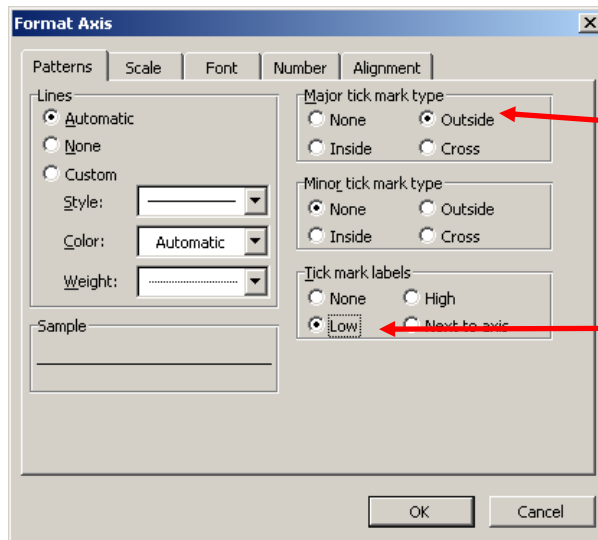 Format Axis
Patterns Scale Font Number Alignment
Lines
Automatic
None
Custom
Style:
Color: Automatic
Weight:
Sample
Major tick mark type
None Outside
Inside Cross
Minor tick mark type
None Outside
Inside Cross
Tick mark labels
None High
Low Next to axis
OK Cancel